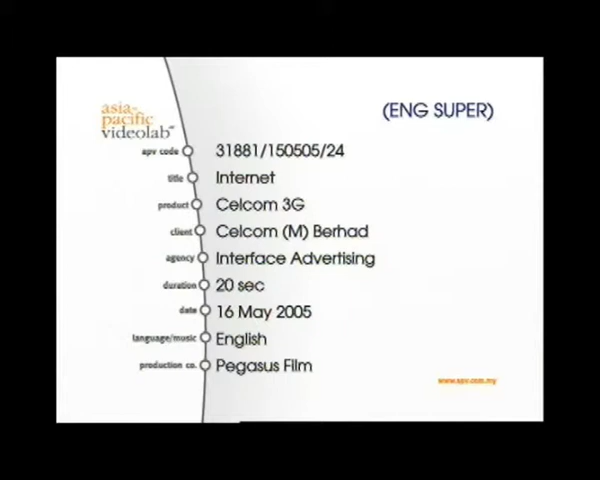 asia-
pacific
videolab
(ENG SUPER)
apv code 31881/150505/24
title Internet
product Celcom 3G
client Celcom (M) Berhad
agency Interface Advertising
duration 20 sec
date 16 May 2005
language/music English
production co. Pegasus Film
www.apv.com.my